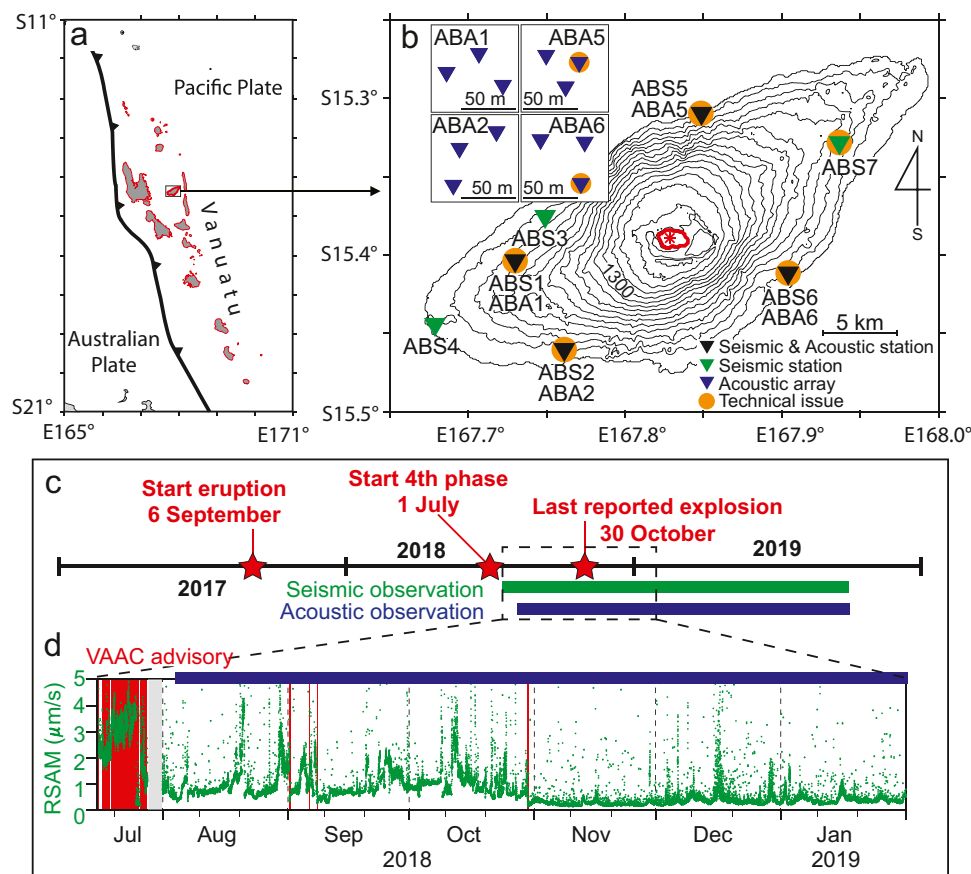 a
S11°
Pacific Plate
Vanuatu
Australian
Plate
S21°
E165°
E171°
b
ABA1
50 m
ABA5
50 m
ABA2
50 m
ABA6
50 m
S15.3°
S15.4°
S15.5°
ABS5
ABA5
ABS7
N
S
ABS3
ABS1
ABA1
1300
ABS6
ABA6
ABS4
ABS2
ABA2
5 km
Seismic & Acoustic station
Seismic station
Acoustic array
Technical issue
E167.7°
E167.8°
E167.9°
E168.0°
c
Start eruption
6 September
Start 4th phase
1 July
Last reported explosion
30 October
2017
2018
2019
Seismic observation
Acoustic observation
d
VAAC advisory
RSAM (μm/s)
5
4
3
2
1
0
Jul
Aug
Sep
Oct
Nov
Dec
Jan
2018
2019